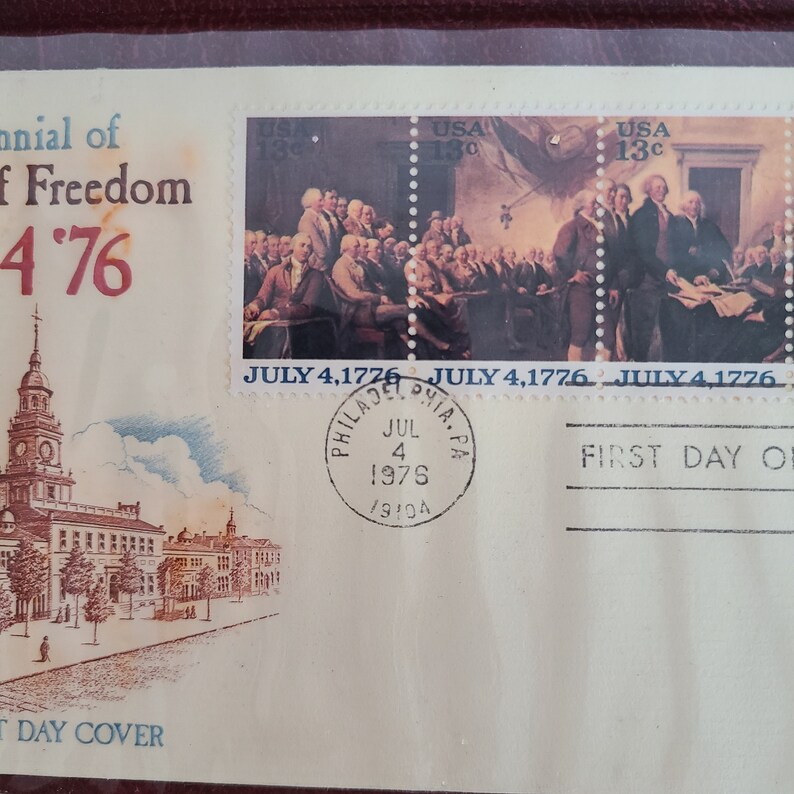 nnial of
f Freedom
4 '76
USA
13c
USA
13c
USA
13c
JULY 4, 1776
JULY 4, 1776
JULY 4, 1776
PHILADELPHIA, PA
JUL
4
1976
19104
FIRST DAY O
T DAY COVER